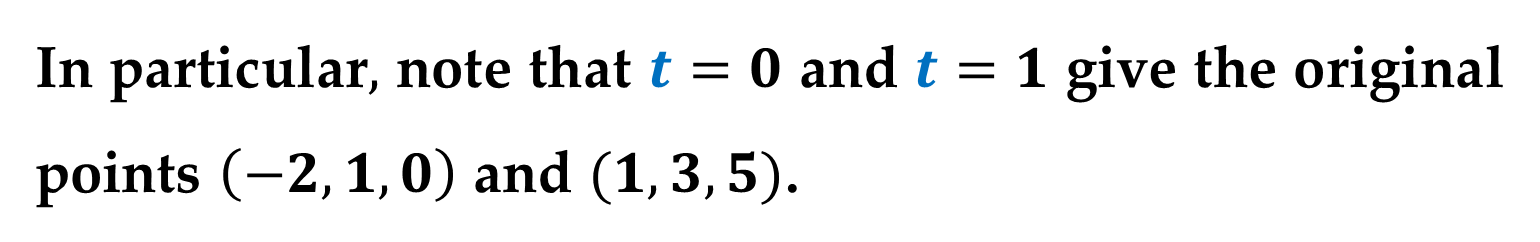 In particular, note that t = 0 and t = 1 give the original
points (−2, 1, 0) and (1, 3, 5).